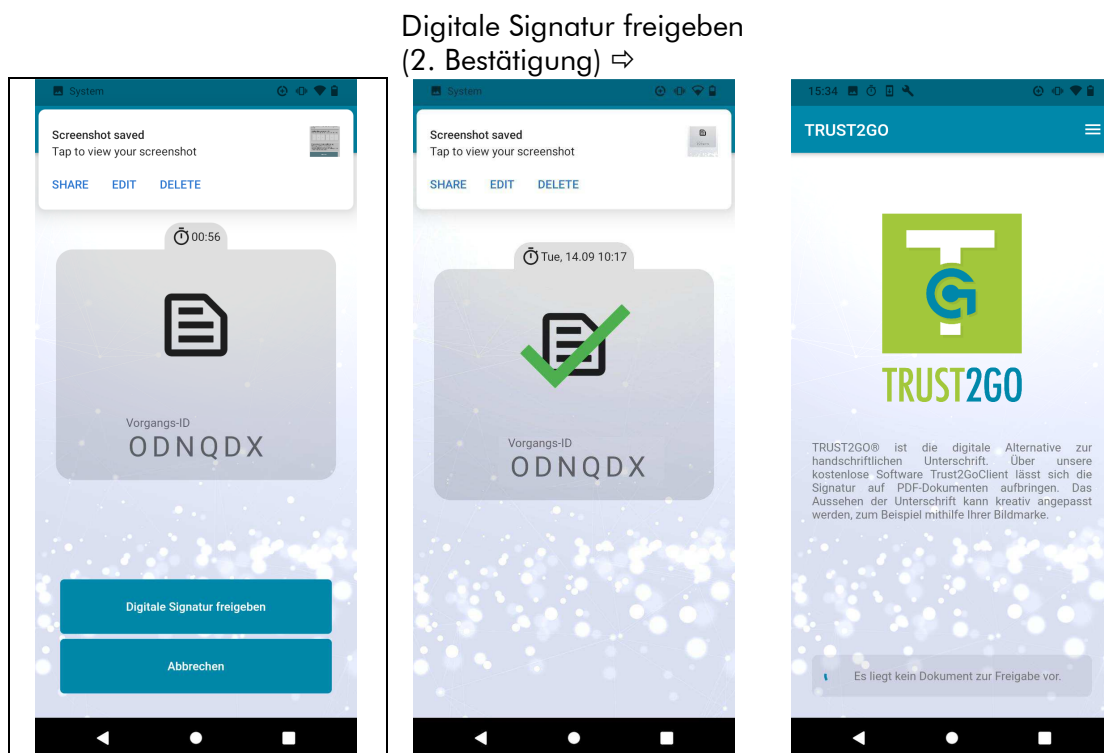 Digitale Signatur freigeben
(2. Bestätigung) ⇨
System
Screenshot saved
Tap to view your screenshot
SHARE EDIT DELETE
00:56
Vorgangs-ID
ODNQDX
Digitale Signatur freigeben
Abbrechen
System
Screenshot saved
Tap to view your screenshot
SHARE EDIT DELETE
Tue, 14.09 10:17
Vorgangs-ID
ODNQDX
15:34
TRUST2GO
TG
TRUST2GO
TRUST2GO® ist die digitale Alternative zur
handschriftlichen Unterschrift. Über unsere
kostenlose Software Trust2GoClient lässt sich die
Signatur auf PDF-Dokumenten aufbringen. Das
Aussehen der Unterschrift kann kreativ angepasst
werden, zum Beispiel mithilfe Ihrer Bildmarke.
Es liegt kein Dokument zur Freigabe vor.